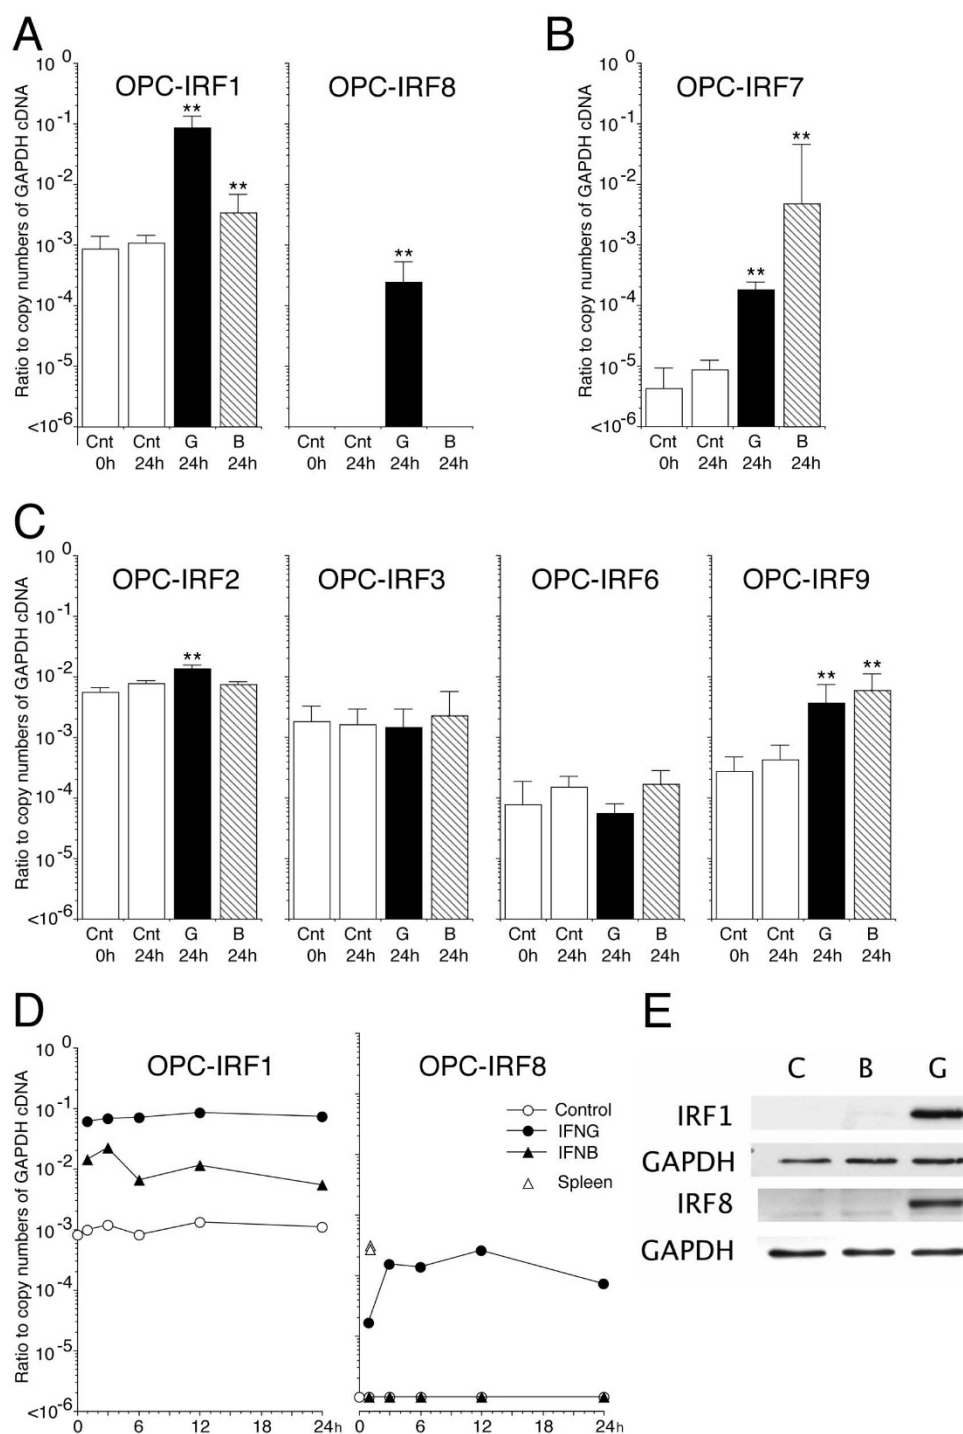 A
B
OPC-IRF1
OPC-IRF8
OPC-IRF7
Ratio to copy numbers of GAPDH cDNA
10 0
10 -1
10 -2
10 -3
10 -4
10 -5
<10 -6
**
**
**
Cnt 0h
Cnt 24h
G 24h
B 24h
Cnt 0h
Cnt 24h
G 24h
B 24h
Ratio to copy numbers of GAPDH cDNA
10 0
10 -1
10 -2
10 -3
10 -4
10 -5
<10 -6
**
**
Cnt 0h
Cnt 24h
G 24h
B 24h
C
OPC-IRF2
OPC-IRF3
OPC-IRF6
OPC-IRF9
Ratio to copy numbers of GAPDH cDNA
10 0
10 -1
10 -2
10 -3
10 -4
10 -5
<10 -6
**
**
**
Cnt 0h
Cnt 24h
G 24h
B 24h
Cnt 0h
Cnt 24h
G 24h
B 24h
Cnt 0h
Cnt 24h
G 24h
B 24h
Cnt 0h
Cnt 24h
G 24h
B 24h
D
OPC-IRF1
OPC-IRF8
Ratio to copy numbers of GAPDH cDNA
10 0
10 -1
10 -2
10 -3
10 -4
10 -5
<10 -6
0 6 12 18 24h
0 6 12 18 24h
Control
IFNG
IFNB
Spleen
E
C B G
IRF1
GAPDH
IRF8
GAPDH